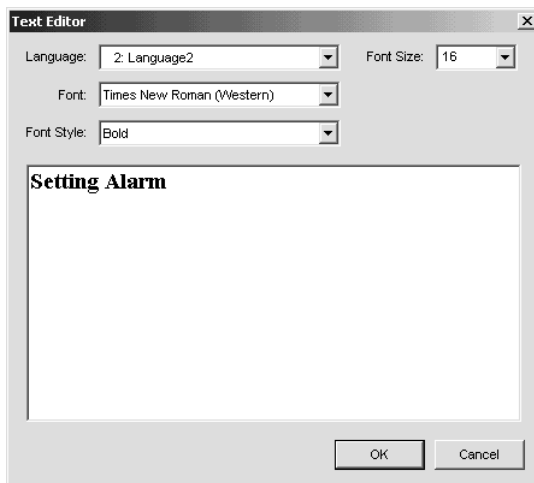 Text Editor
Language: 2: Language2 Font Size: 16
Font: Times New Roman (Western)
Font Style: Bold
Setting Alarm
OK Cancel